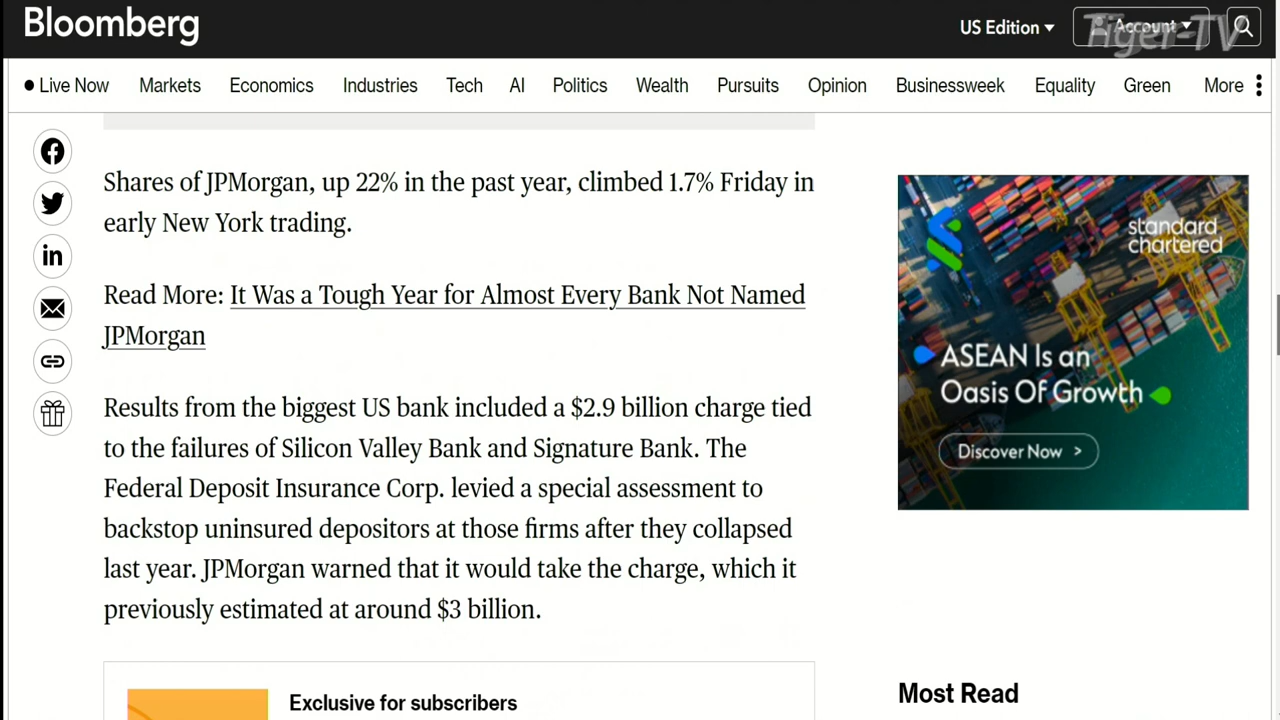 Bloomberg
US Edition
Account
Tiger-TV
Live Now Markets Economics Industries Tech AI Politics Wealth Pursuits Opinion Businessweek Equality Green More
Shares of JPMorgan, up 22% in the past year, climbed 1.7% Friday in
early New York trading.
Read More: It Was a Tough Year for Almost Every Bank Not Named
JPMorgan
Results from the biggest US bank included a $2.9 billion charge tied
to the failures of Silicon Valley Bank and Signature Bank. The
Federal Deposit Insurance Corp. levied a special assessment to
backstop uninsured depositors at those firms after they collapsed
last year. JPMorgan warned that it would take the charge, which it
previously estimated at around $3 billion.
Exclusive for subscribers
standard
chartered
ASEAN Is an
Oasis Of Growth
Discover Now >
Most Read